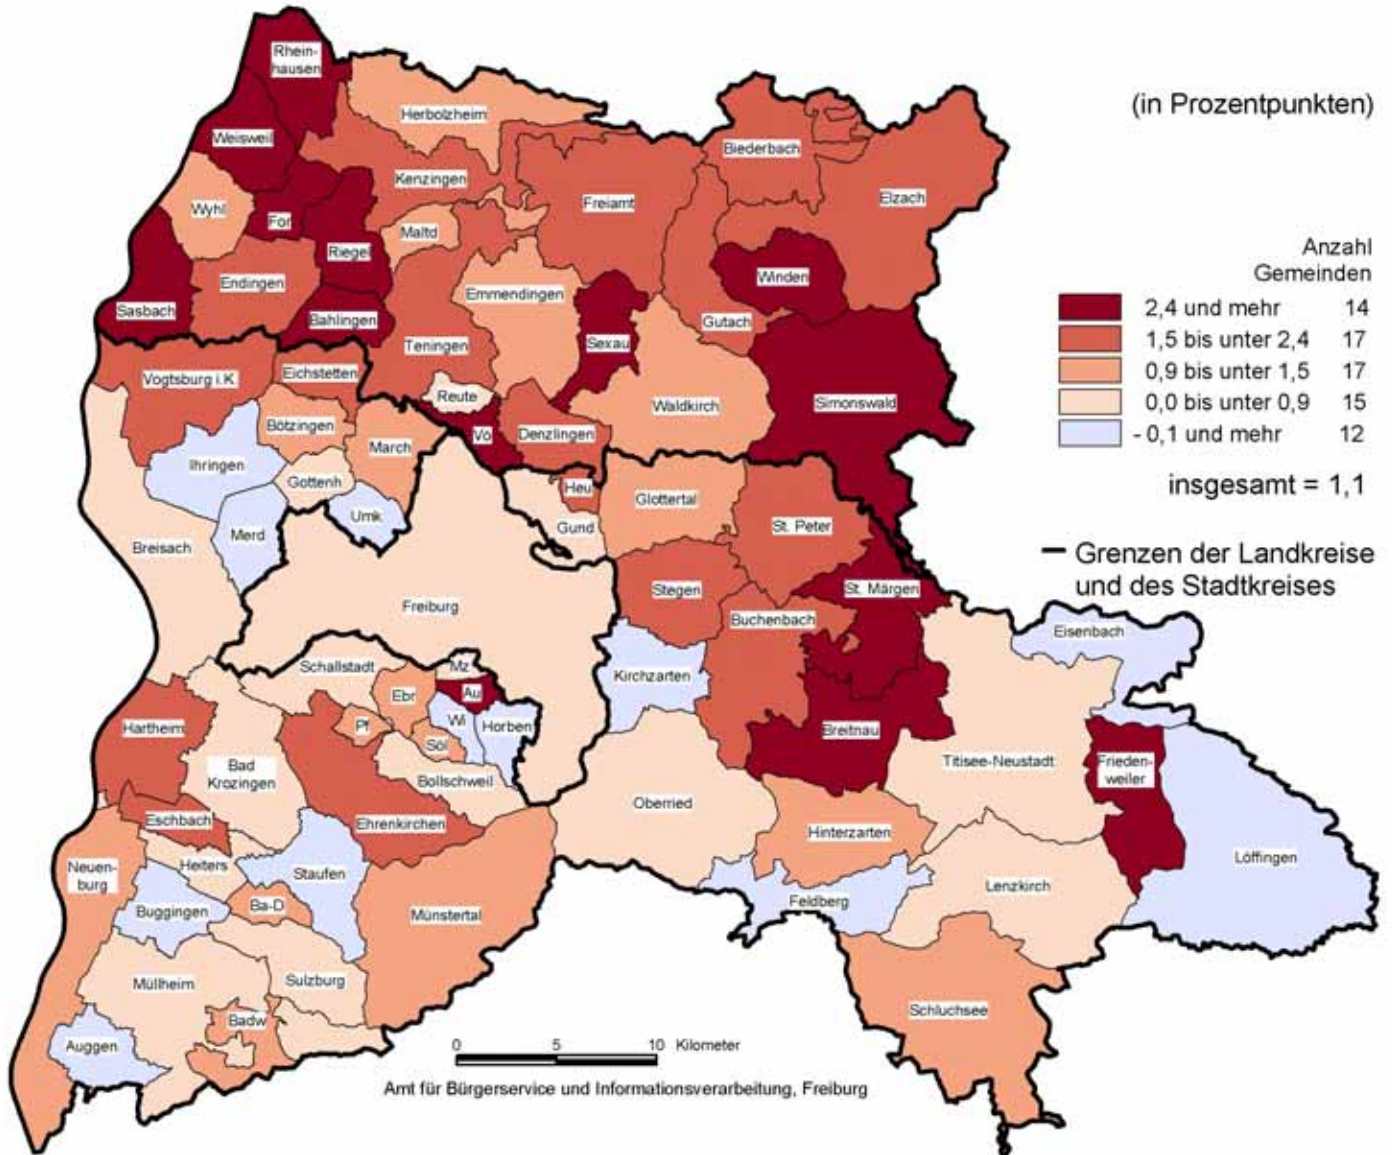 Rhein-
hausen
(in Prozentpunkten)
Herbolzheim
Weisweil
Biederbach
Kenzingen
Elzach
Freiamt
Wyhl
For
Maltd
Riegel
Anzahl
Gemeinden
Winden
Endingen
Emmendingen
2,4 und mehr 14
Sasbach
Bahlingen
Gutach
1,5 bis unter 2,4 17
Teningen
Sexau
0,9 bis unter 1,5 17
Vogtsburg i.K.
Eichstetten
Reute
Waldkirch
Simonswald
0,0 bis unter 0,9 15
Bötzingen
Vö
Denzlingen
- 0,1 und mehr 12
March
Ihringen
Gottenh
insgesamt = 1,1
Heu
Glottertal
Umk
Gund
St. Peter
Merd
Breisach
Grenzen der Landkreise
und des Stadtkreises
Stegen
St. Märgen
Freiburg
Buchenbach
Eisenbach
Schallstadt
Mz
Kirchzarten
Ebr
Au
Hartheim
Pf
Wi
Horben
Breitnau
Söl
Bad
Krozingen
Titisee-Neustadt
Frieden-
weiler
Bollschweil
Oberried
Eschbach
Ehrenkirchen
Hinterzarten
Löffingen
Neuen-
burg
Heiters
Staufen
Lenzkirch
Feldberg
Buggingen
Ba-D
Münstertal
Müllheim
Sulzburg
Schluchsee
Badw
Auggen
0 5 10 Kilometer
Amt für Bürgerservice und Informationsverarbeitung, Freiburg